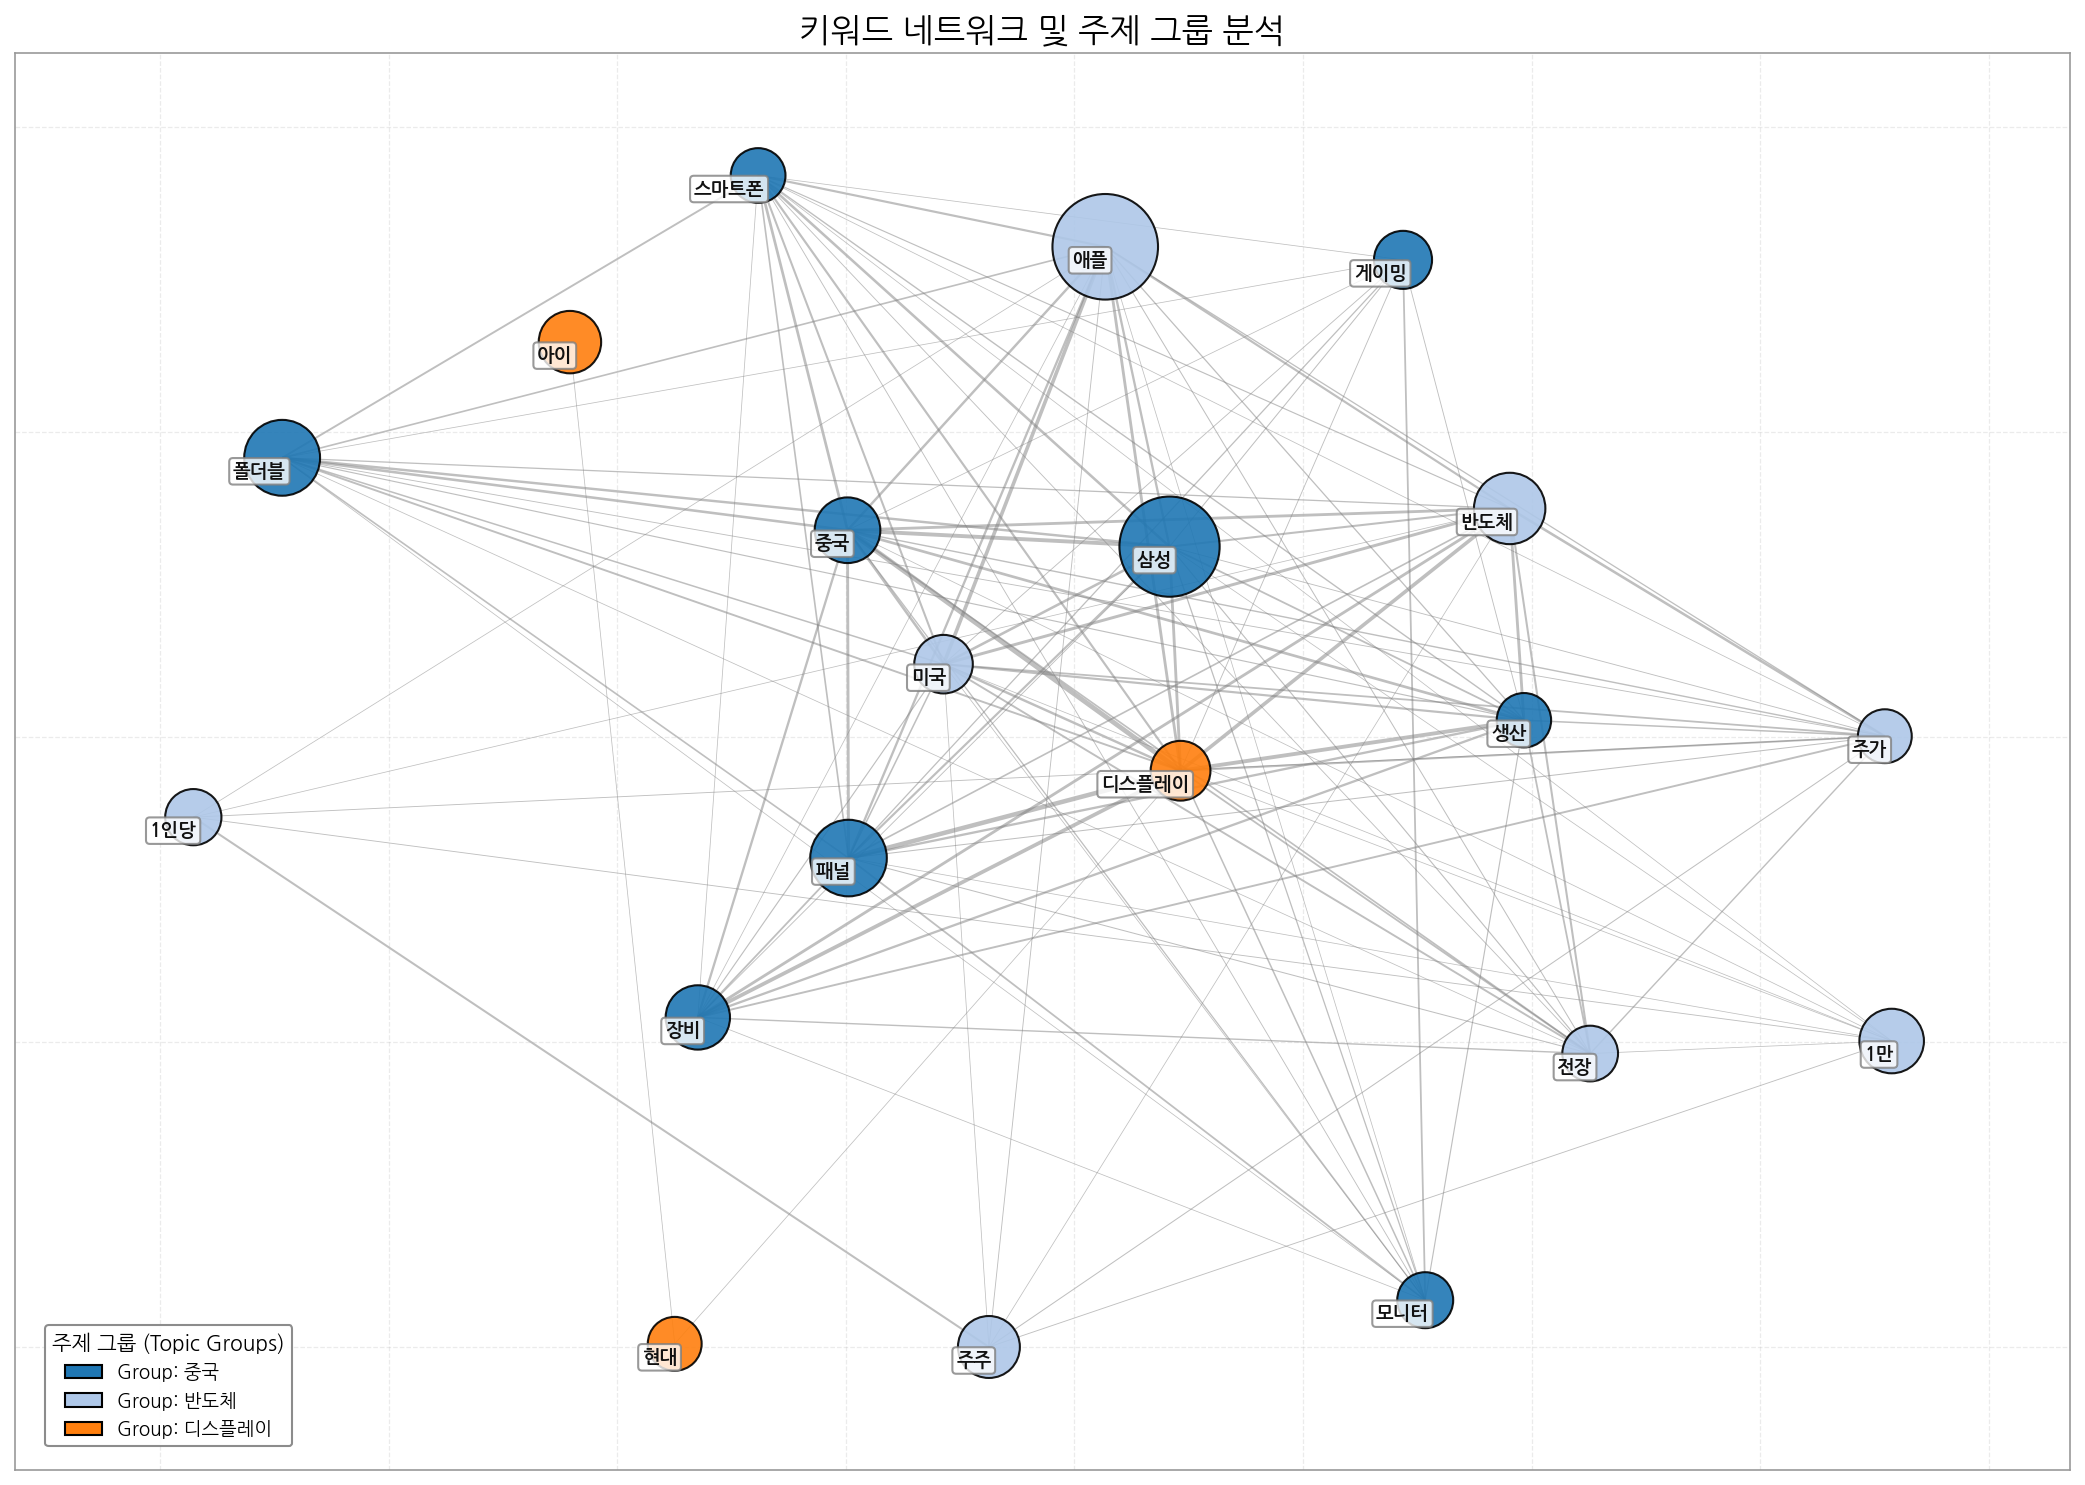 키워드 네트워크 및 주제 그룹 분석
스마트폰
애플
게이밍
아이
폴더블
반도체
중국
삼성
미국
생산
주가
디스플레이
1인당
패널
장비
전장
1만
모니터
현대
주주
주제 그룹 (Topic Groups)
Group: 중국
Group: 반도체
Group: 디스플레이